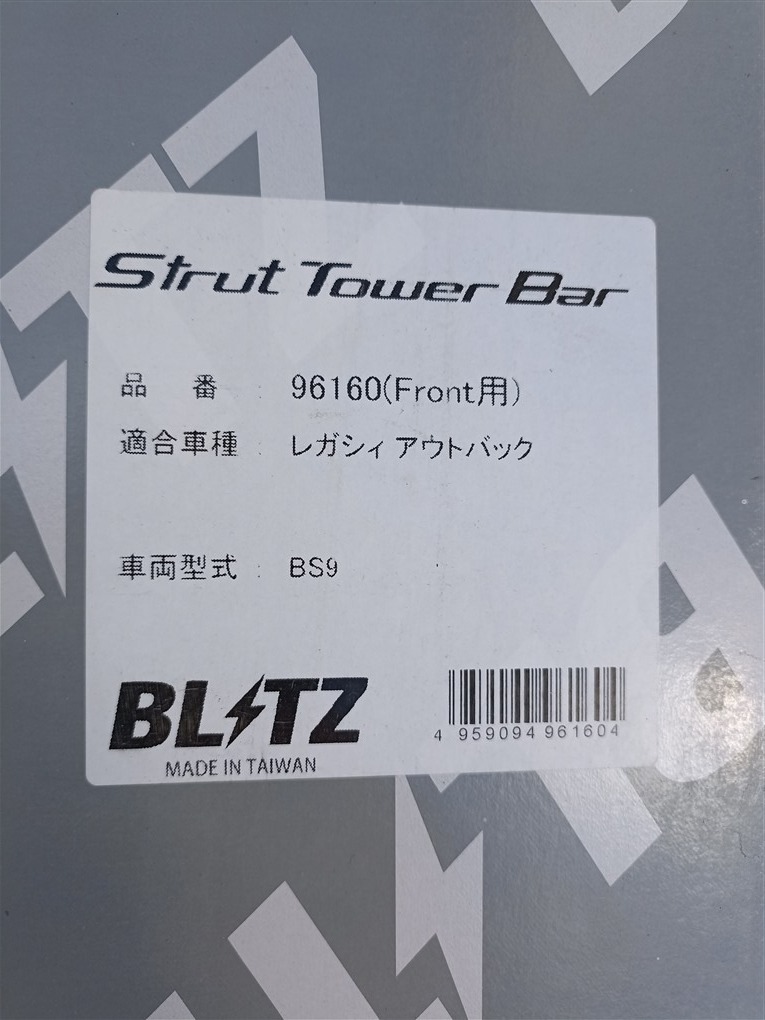 Strut Tower Bar
品 番 : 96160(Front用)
適合車種 : レガシィ アウトバック
車両型式 : BS9
BLITZ
MADE IN TAIWAN
4 959094 961604